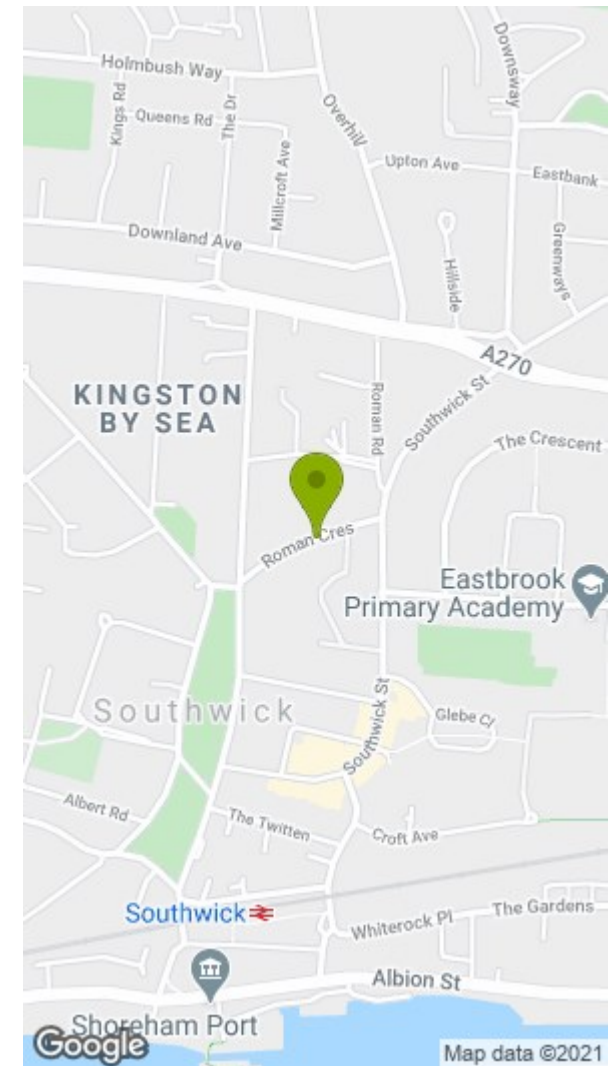 Holmbush Way
Kings Rd
Queens Rd
The Dr
Millcroft Ave
Overhill
Downsway
Upton Ave
Eastbank
Greenways
Hillside
Downland Ave
A270
KINGSTON
BY SEA
Roman Rd
Southwick St
The Crescent
Roman Cres
Eastbrook
Primary Academy
Southwick
Southwick St
Glebe Cl
Albert Rd
The Twitten
Croft Ave
Southwick
Whiterock Pl
The Gardens
Albion St
Shoreham Port
Google
Map data ©2021